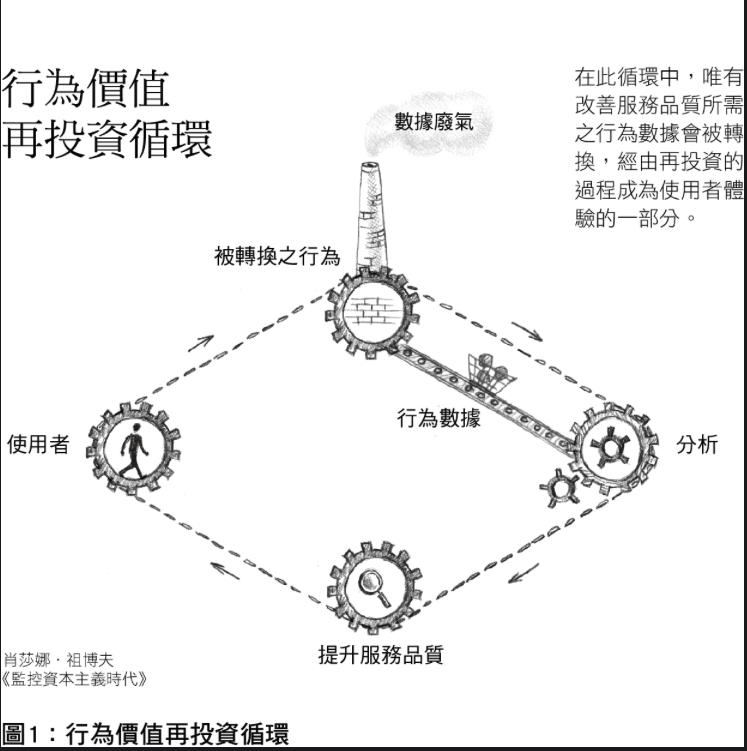 行為價值
再投資循環
在此循環中，唯有
改善服務品質所需
之行為數據會被轉
換，經由再投資的
過程成為使用者體
驗的一部分。
數據廢氣
被轉換之行為
行為數據
使用者
分析
提升服務品質
肖莎娜·祖博夫
《監控資本主義時代》
圖1：行為價值再投資循環